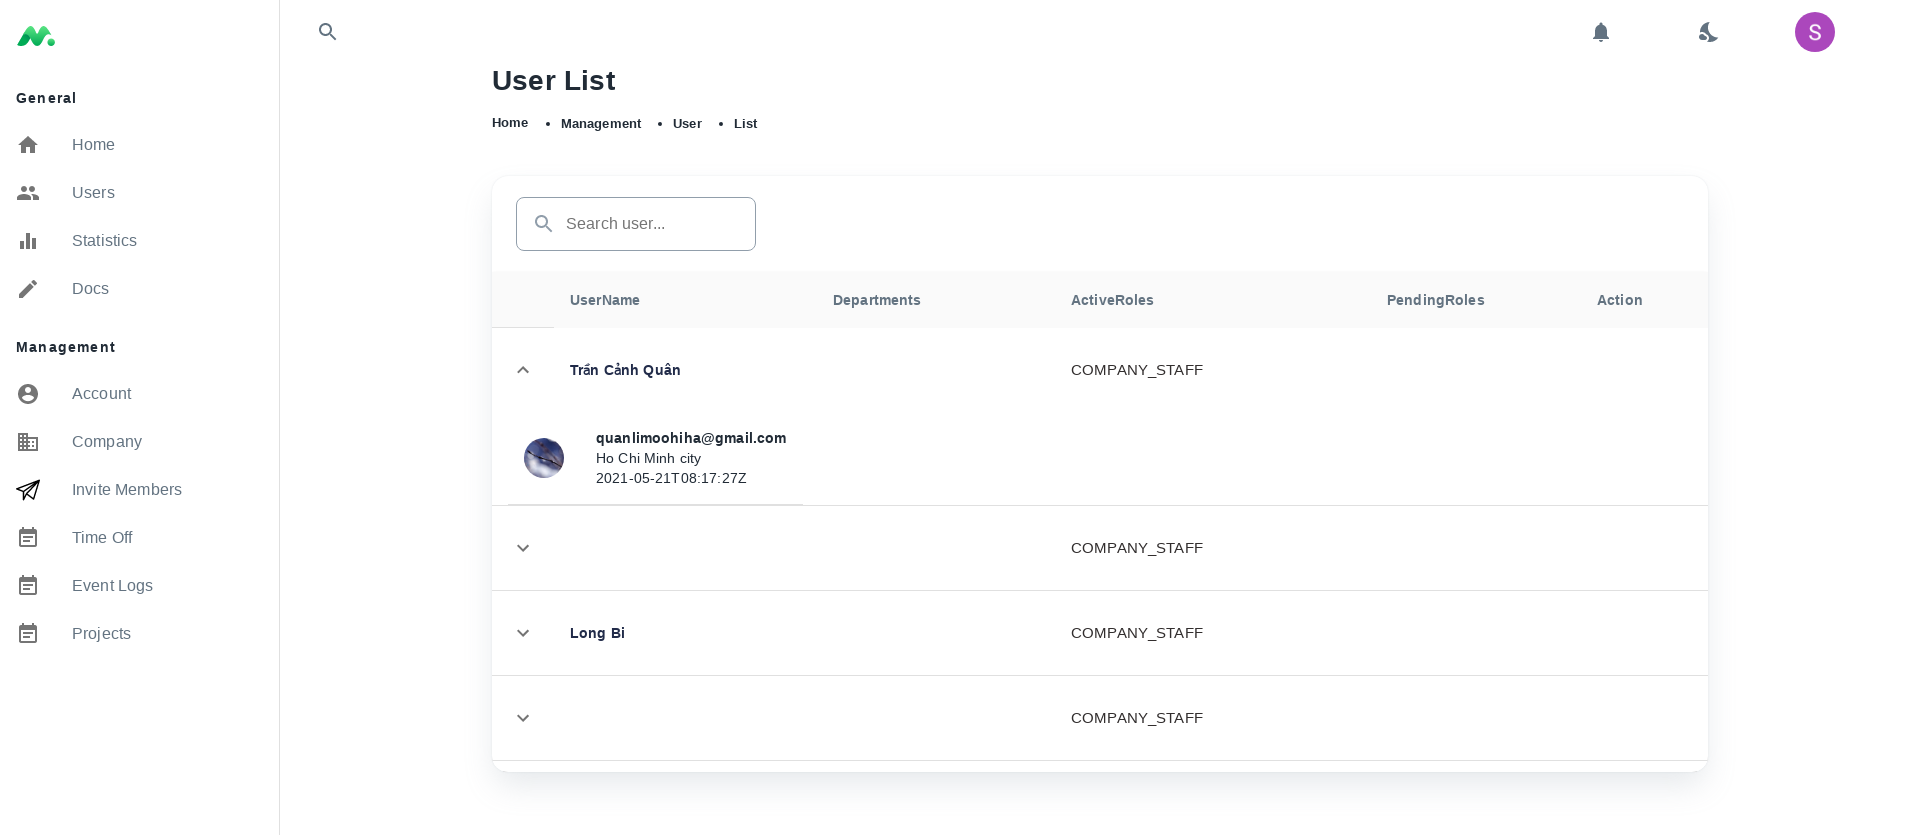 General
Home
Users
Statistics
Docs
Management
Account
Company
Invite Members
Time Off
Event Logs
Projects
S
User List
Home • Management • User • List
Search user...
UserName Departments ActiveRoles PendingRoles Action
Trần Cảnh Quân COMPANY_STAFF
quanlimoohiha@gmail.com
Ho Chi Minh city
2021-05-21T08:17:27Z
COMPANY_STAFF
Long Bi COMPANY_STAFF
COMPANY_STAFF